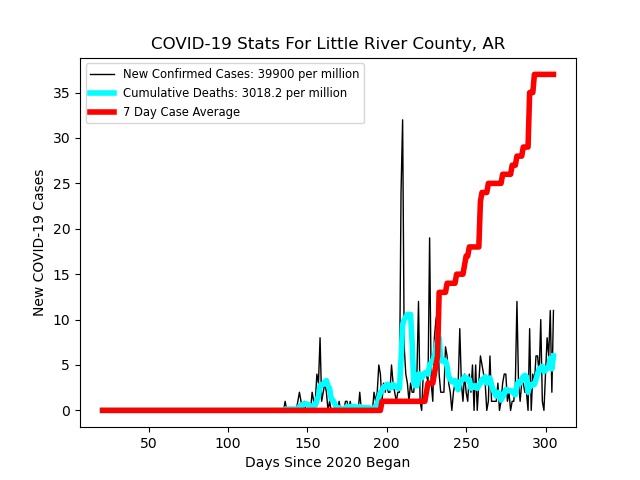 COVID-19 Stats For Little River County, AR
New Confirmed Cases: 39900 per million
Cumulative Deaths: 3018.2 per million
7 Day Case Average
New COVID-19 Cases
35
30
25
20
15
10
5
0
50
100
150
200
250
300
Days Since 2020 Began